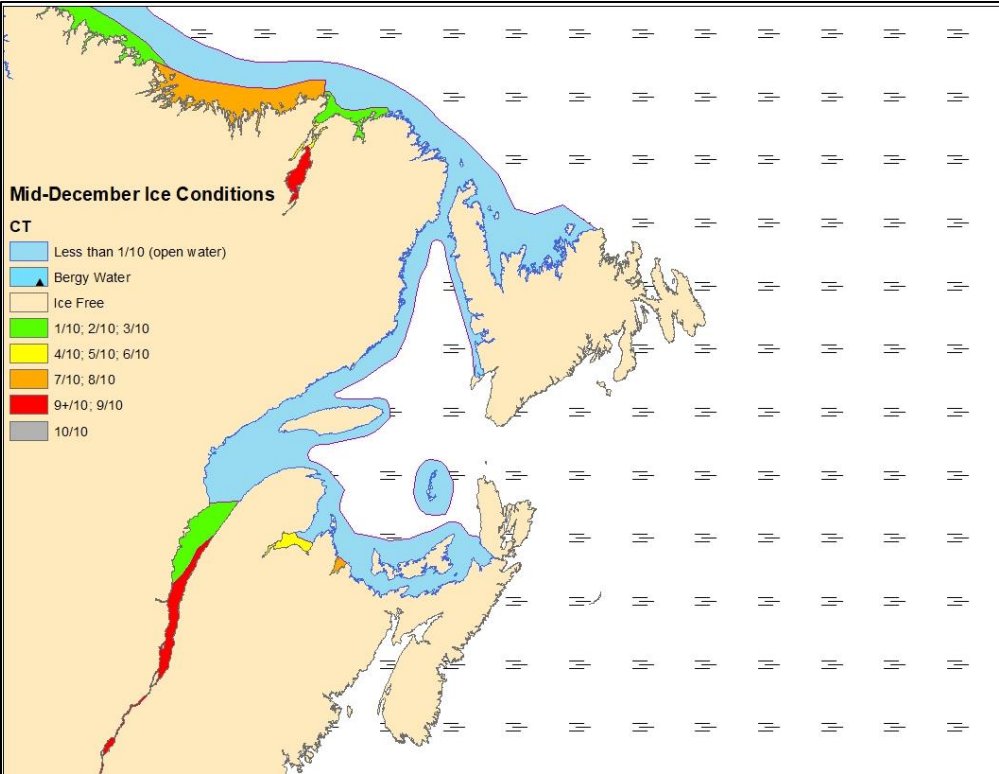 Mid-December Ice Conditions
CT
Less than 1/10 (open water)
Bergy Water
Ice Free
1/10; 2/10; 3/10
4/10; 5/10; 6/10
7/10; 8/10
9+/10; 9/10
10/10